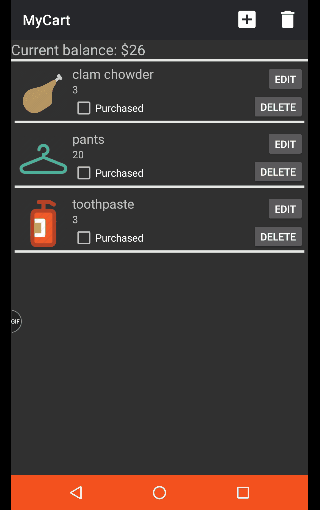 MyCart
Current balance: $26
clam chowder
3
Purchased
EDIT
DELETE
pants
20
Purchased
EDIT
DELETE
toothpaste
3
Purchased
EDIT
DELETE
GIF